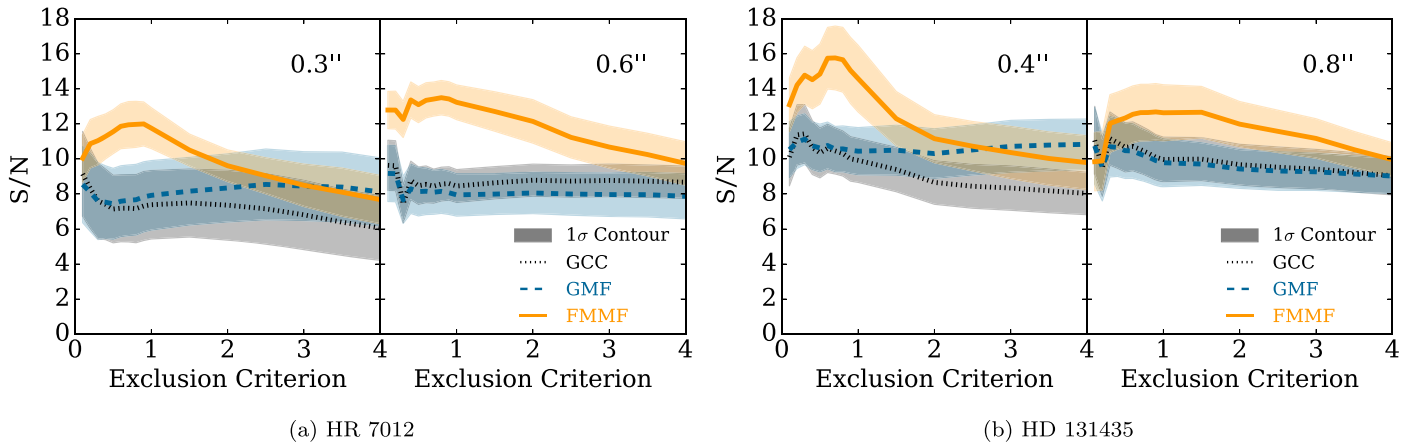 18
16
14
12
10
8
6
4
2
0
S/N
0.3''
0.6''
1σ Contour
GCC
GMF
FMMF
0 1 2 3 4 1 2 3 4
Exclusion Criterion Exclusion Criterion
(a) HR 7012
18
16
14
12
10
8
6
4
2
0
S/N
0.4''
0.8''
1σ Contour
GCC
GMF
FMMF
0 1 2 3 4 1 2 3 4
Exclusion Criterion Exclusion Criterion
(b) HD 131435